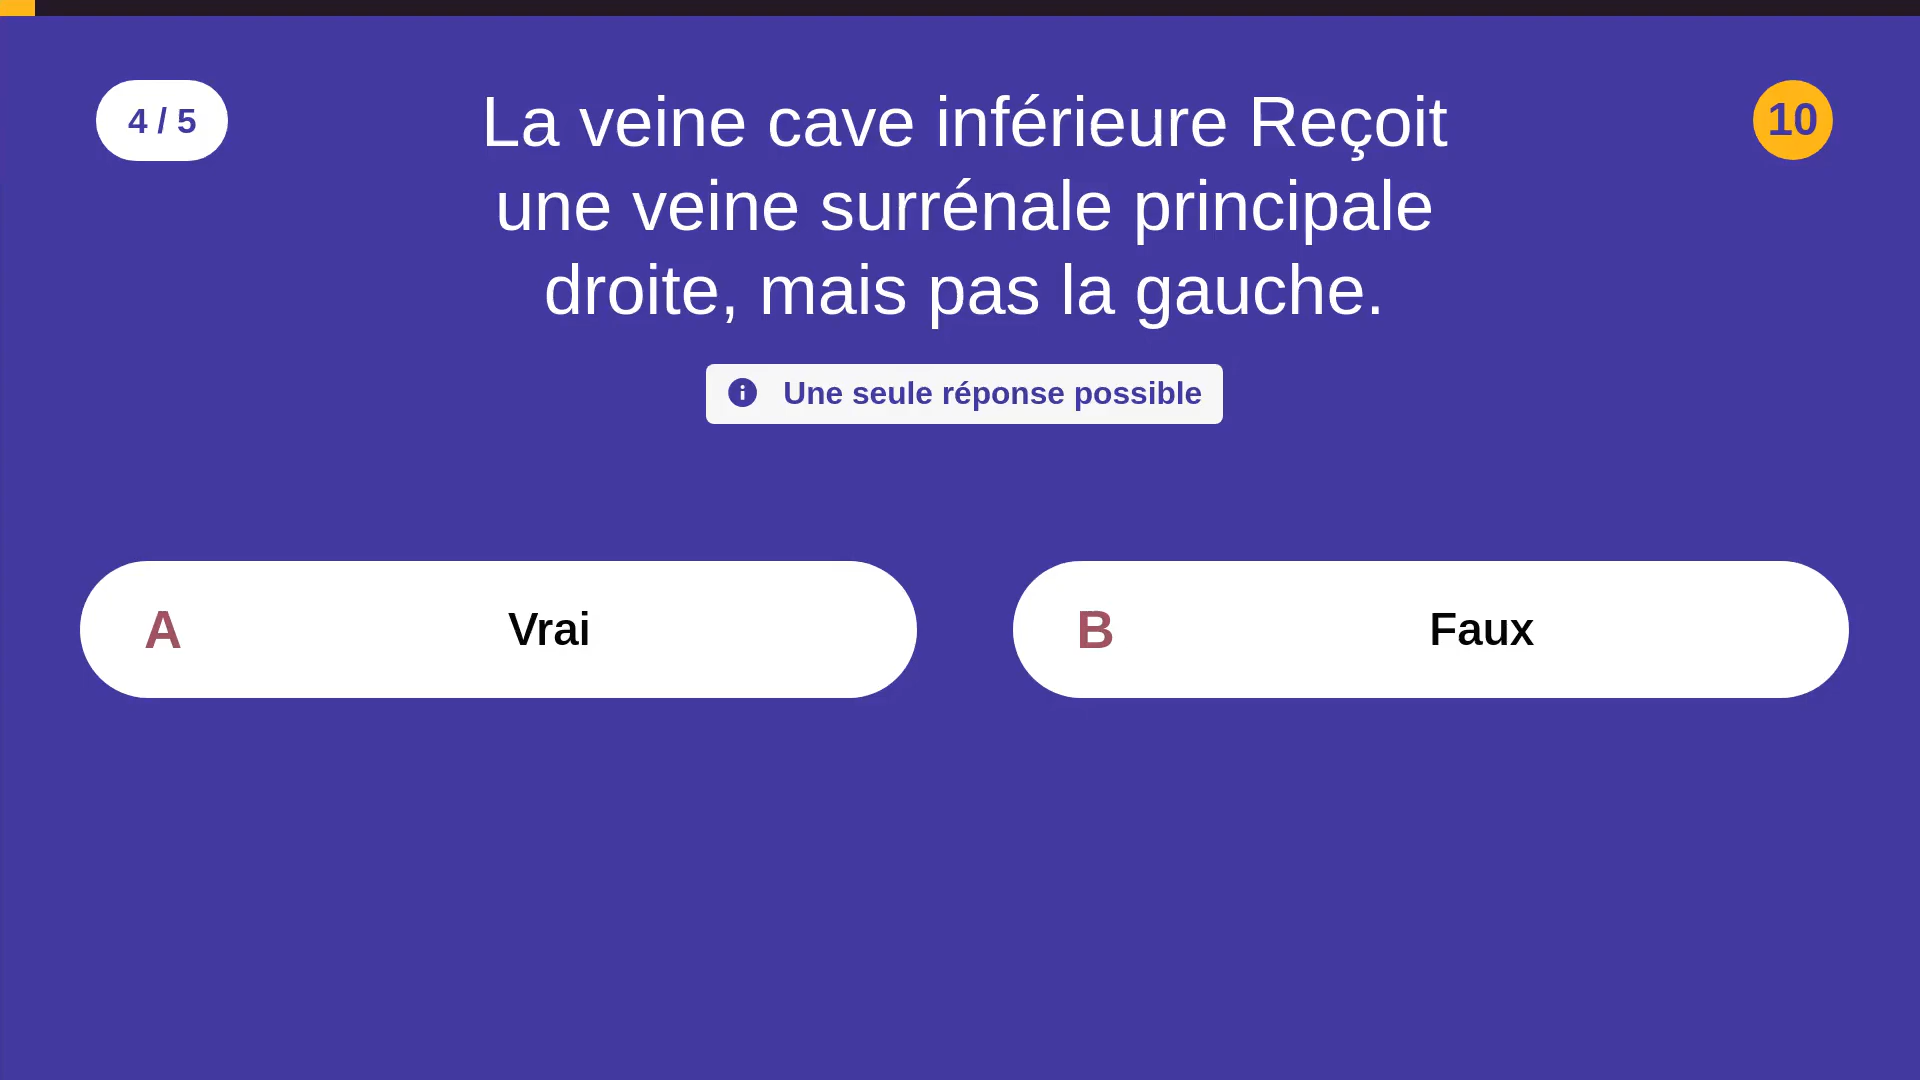 4 / 5
La veine cave inférieure Reçoit
une veine surrénale principale
droite, mais pas la gauche.
10
Une seule réponse possible
A Vrai
B Faux